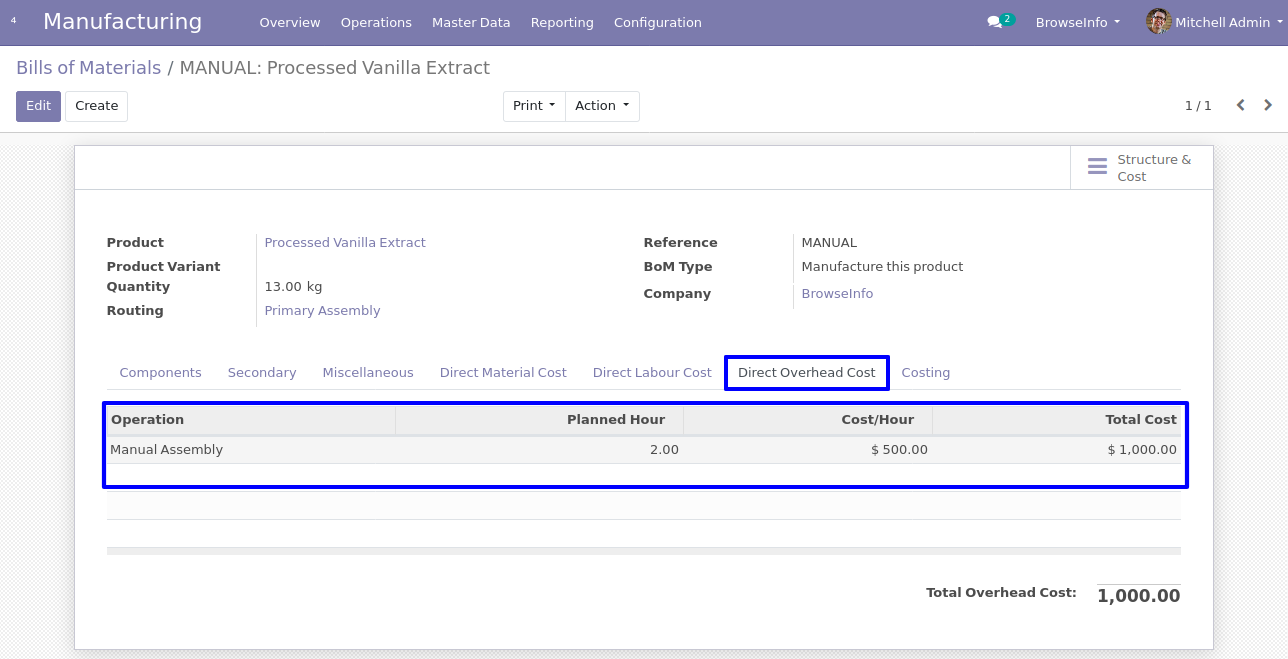 4 Manufacturing Overview Operations Master Data Reporting Configuration 2 BrowseInfo Mitchell Admin
Bills of Materials / MANUAL: Processed Vanilla Extract
Edit Create Print Action 1 / 1
Structure &
Cost
Product Processed Vanilla Extract Reference MANUAL
Product Variant BoM Type Manufacture this product
Quantity 13.00 kg Company BrowseInfo
Routing Primary Assembly
Components Secondary Miscellaneous Direct Material Cost Direct Labour Cost Direct Overhead Cost Costing
Operation Planned Hour Cost/Hour Total Cost
Manual Assembly 2.00 $ 500.00 $ 1,000.00
Total Overhead Cost: 1,000.00